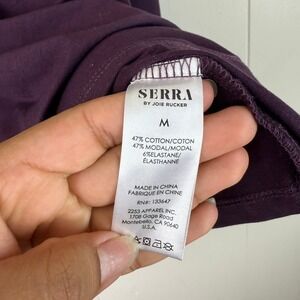 SERRA
BY JOIE RUCKER
M
47% COTTON/COTON
47% MODAL/MODAL
6%ELASTANE/
ÉLASTHANNE
MADE IN CHINA
FABRIQUÉ EN CHINE
RN#: 133647
2253 APPAREL INC.
1708 Gage Road
Montebello, CA 90640
U.S.A.